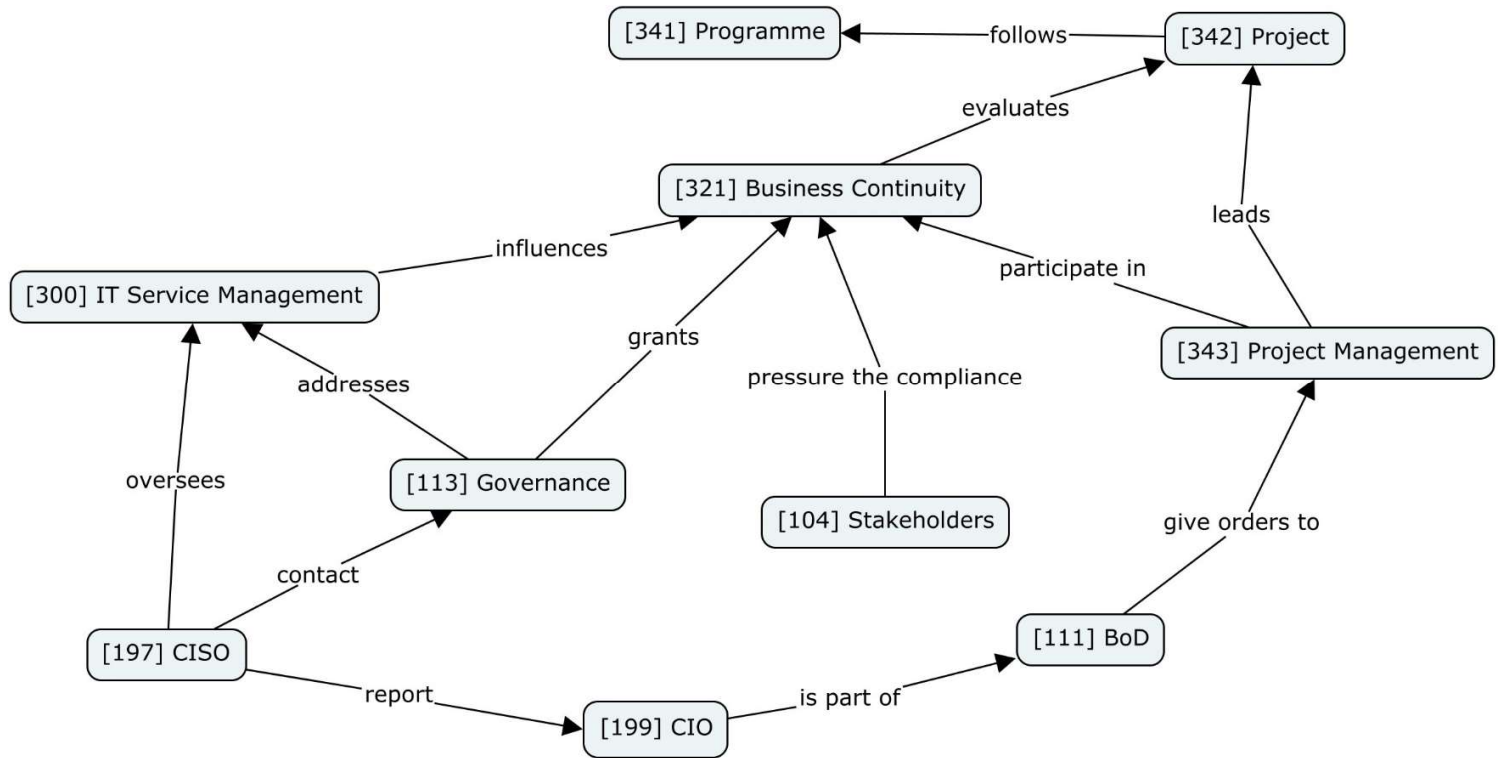 [341] Programme
follows
[342] Project
evaluates
[321] Business Continuity
leads
influences
participate in
[300] IT Service Management
grants
[343] Project Management
addresses
pressure the compliance
oversees
[113] Governance
[104] Stakeholders
give orders to
contact
[197] CISO
[111] BoD
report
is part of
[199] CIO